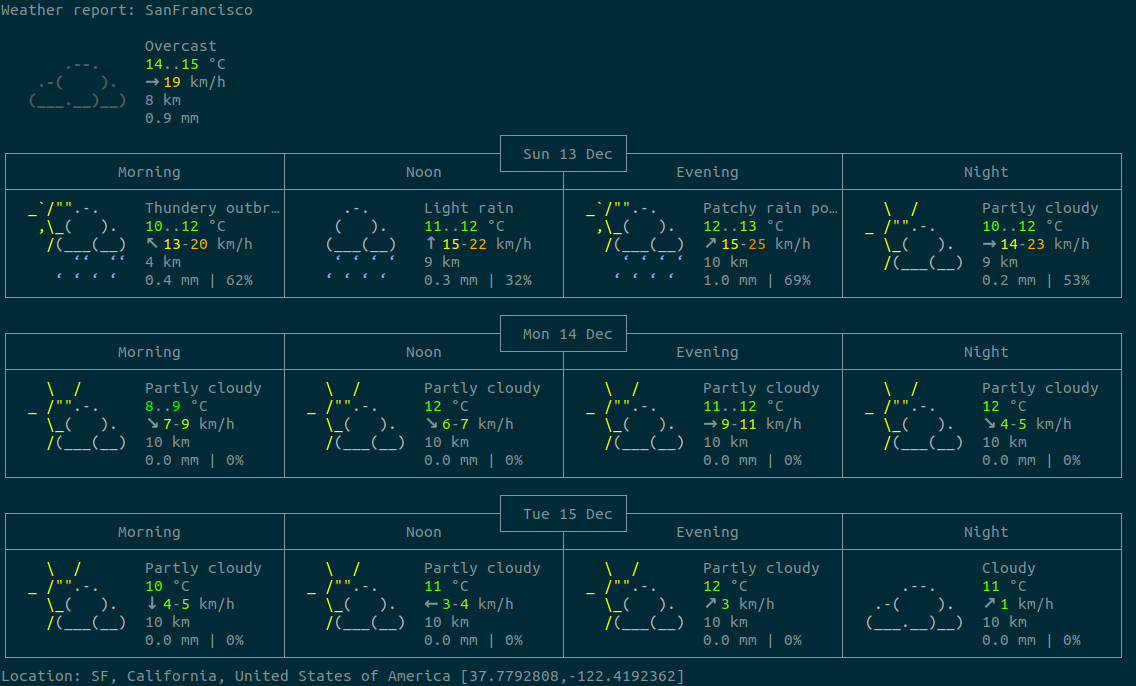 Weather report: SanFrancisco
Overcast
14..15 °C
→ 19 km/h
8 km
0.9 mm
Sun 13 Dec
Morning Noon Evening Night
Thundery outbr… Light rain Patchy rain po… Partly cloudy
10..12 °C 11..12 °C 12..13 °C 10..12 °C
↖ 13-20 km/h ↑ 15-22 km/h ↗ 15-25 km/h → 14-23 km/h
4 km 9 km 10 km 9 km
0.4 mm | 62% 0.3 mm | 32% 1.0 mm | 69% 0.2 mm | 53%
Mon 14 Dec
Morning Noon Evening Night
Partly cloudy Partly cloudy Partly cloudy Partly cloudy
8..9 °C 12 °C 11..12 °C 12 °C
↘ 7-9 km/h ↘ 6-7 km/h → 9-11 km/h ↘ 4-5 km/h
10 km 10 km 10 km 10 km
0.0 mm | 0% 0.0 mm | 0% 0.0 mm | 0% 0.0 mm | 0%
Tue 15 Dec
Morning Noon Evening Night
Partly cloudy Partly cloudy Partly cloudy Cloudy
10 °C 11 °C 12 °C 11 °C
↓ 4-5 km/h ← 3-4 km/h ↗ 3 km/h ↗ 1 km/h
10 km 10 km 10 km 10 km
0.0 mm | 0% 0.0 mm | 0% 0.0 mm | 0% 0.0 mm | 0%
Location: SF, California, United States of America [37.7792808,-122.4192362]